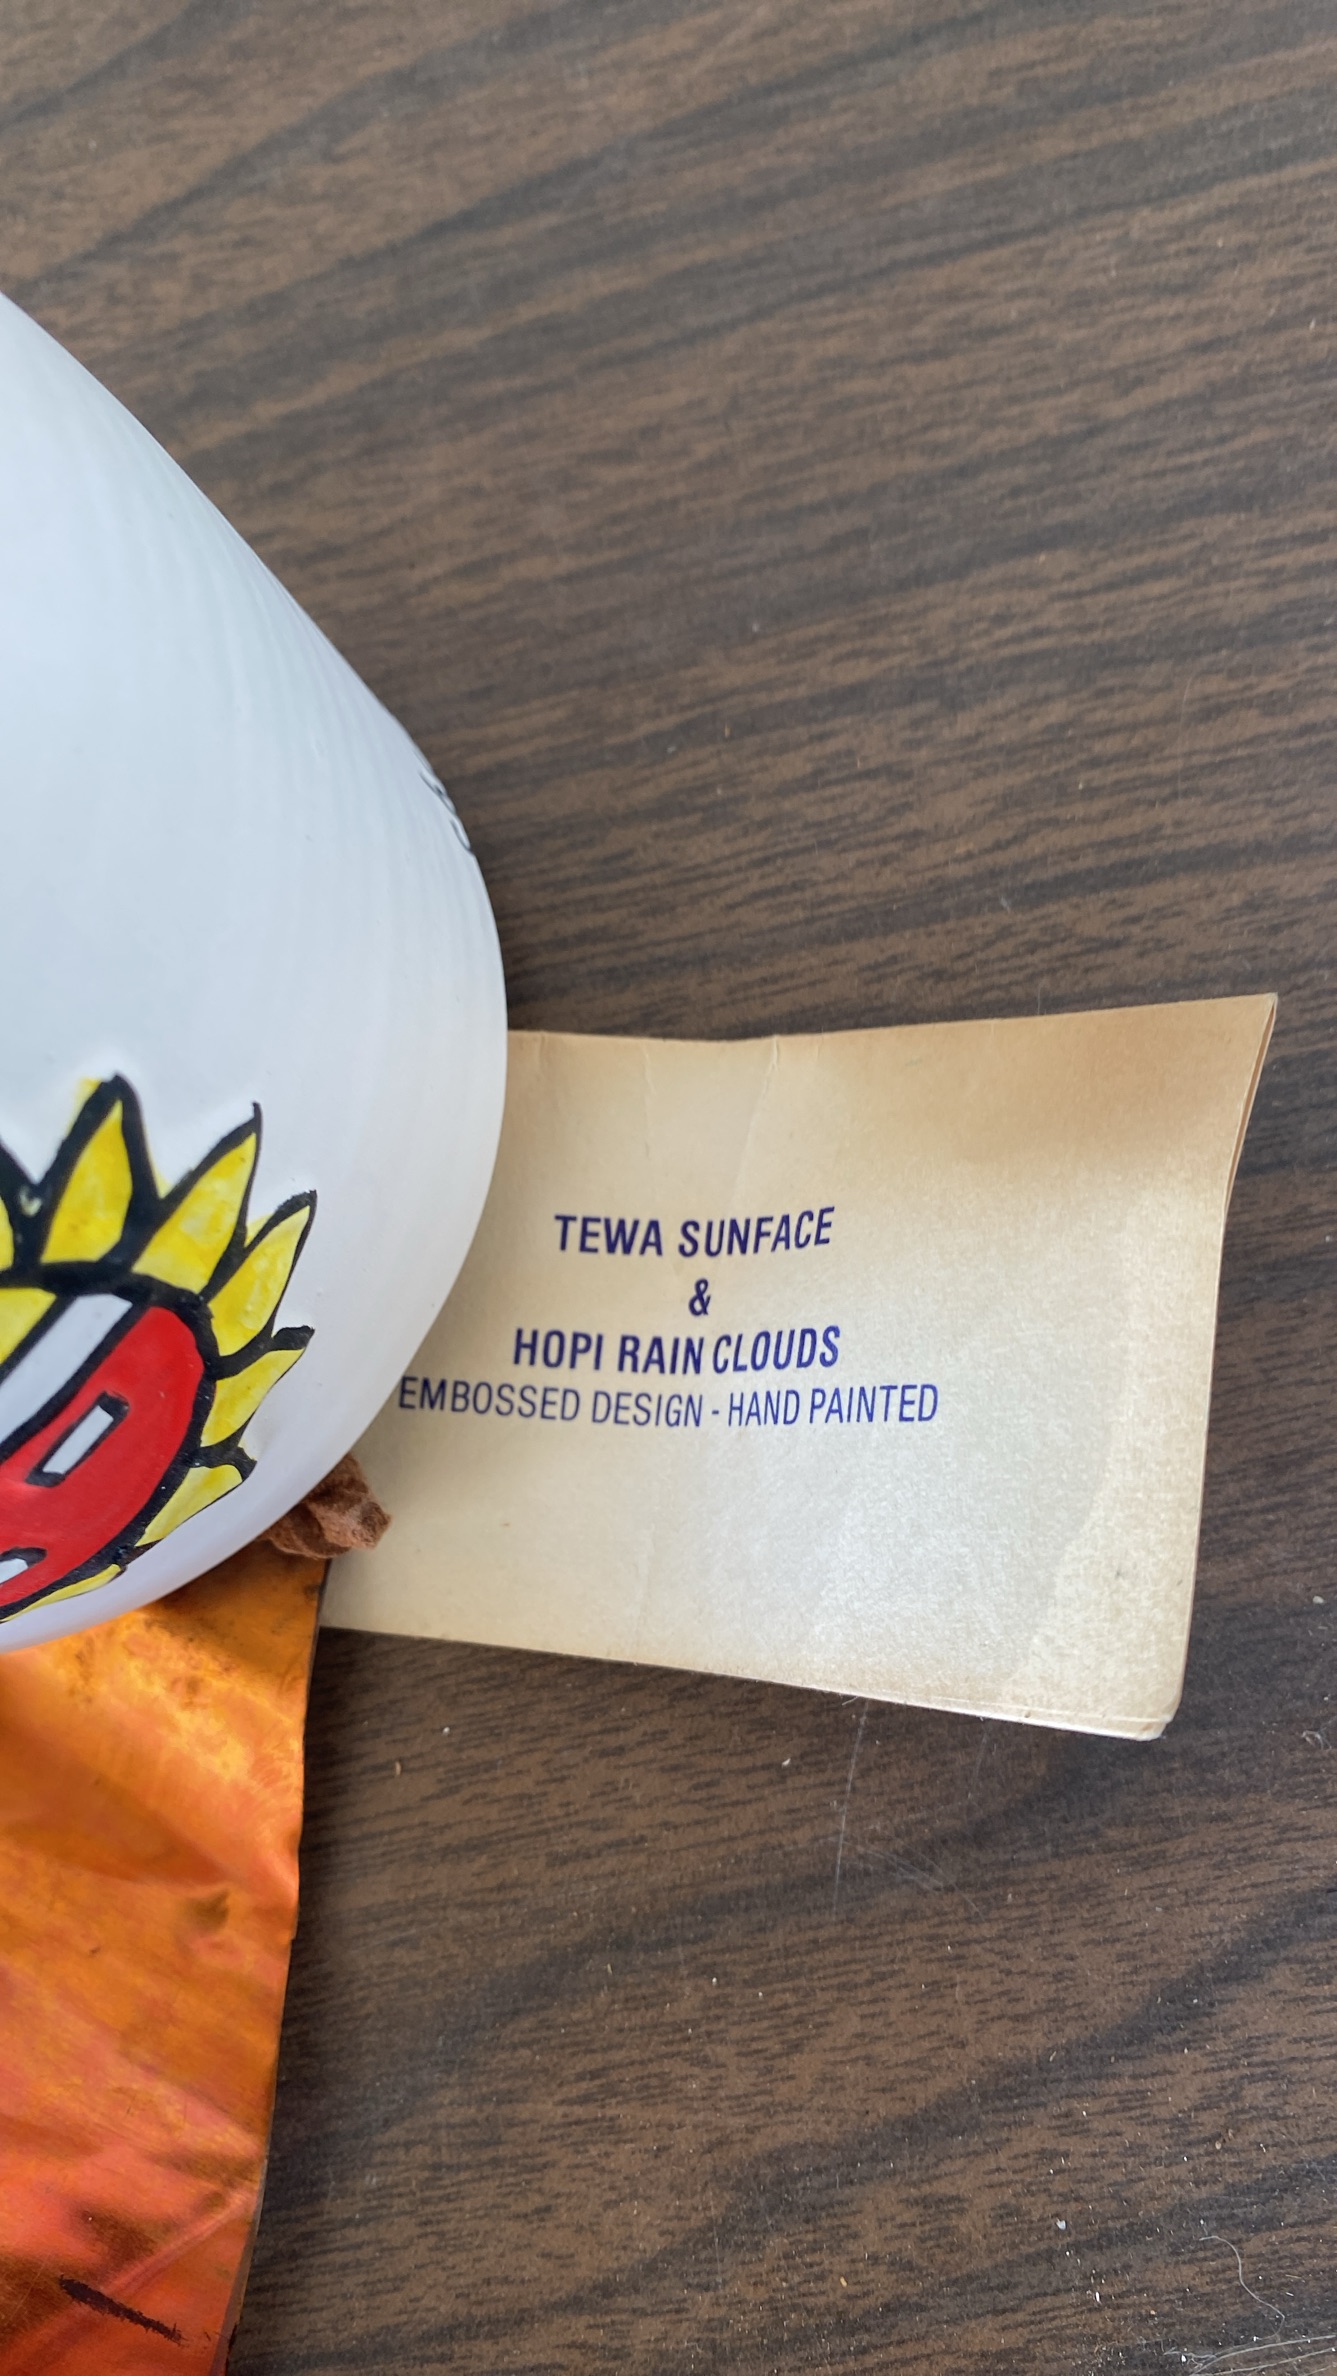 TEWA SUNFACE
&
HOPI RAIN CLOUDS
EMBOSSED DESIGN - HAND PAINTED